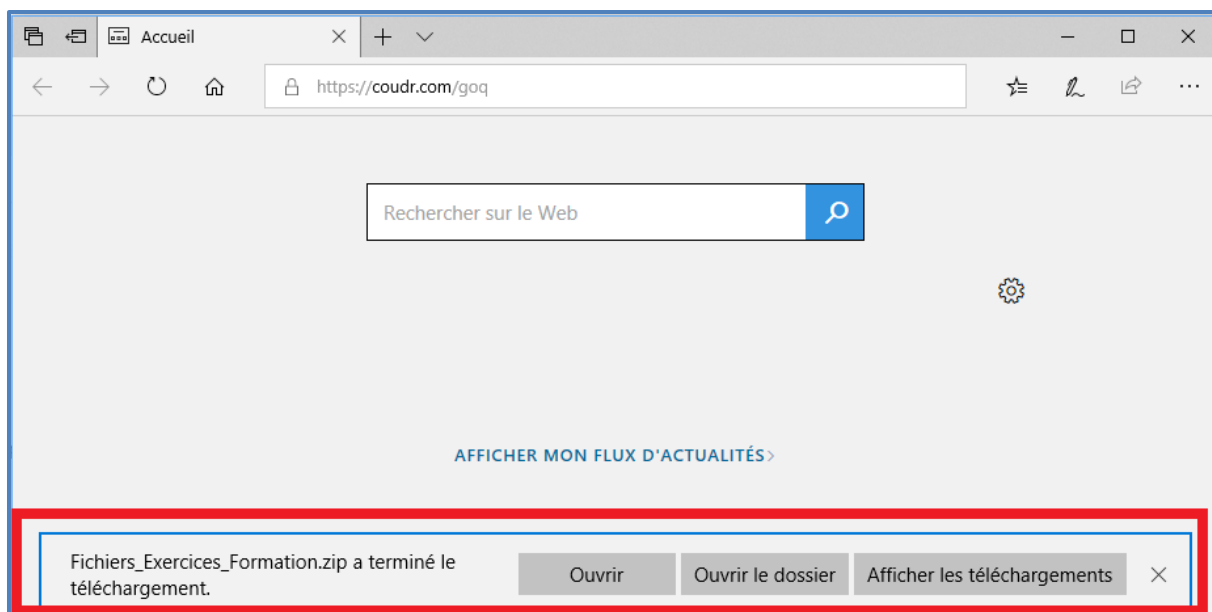 Accueil
https://coudr.com/goq
Rechercher sur le Web
AFFICHER MON FLUX D'ACTUALITÉS>
Fichiers_Exercices_Formation.zip a terminé le
téléchargement.
Ouvrir
Ouvrir le dossier
Afficher les téléchargements